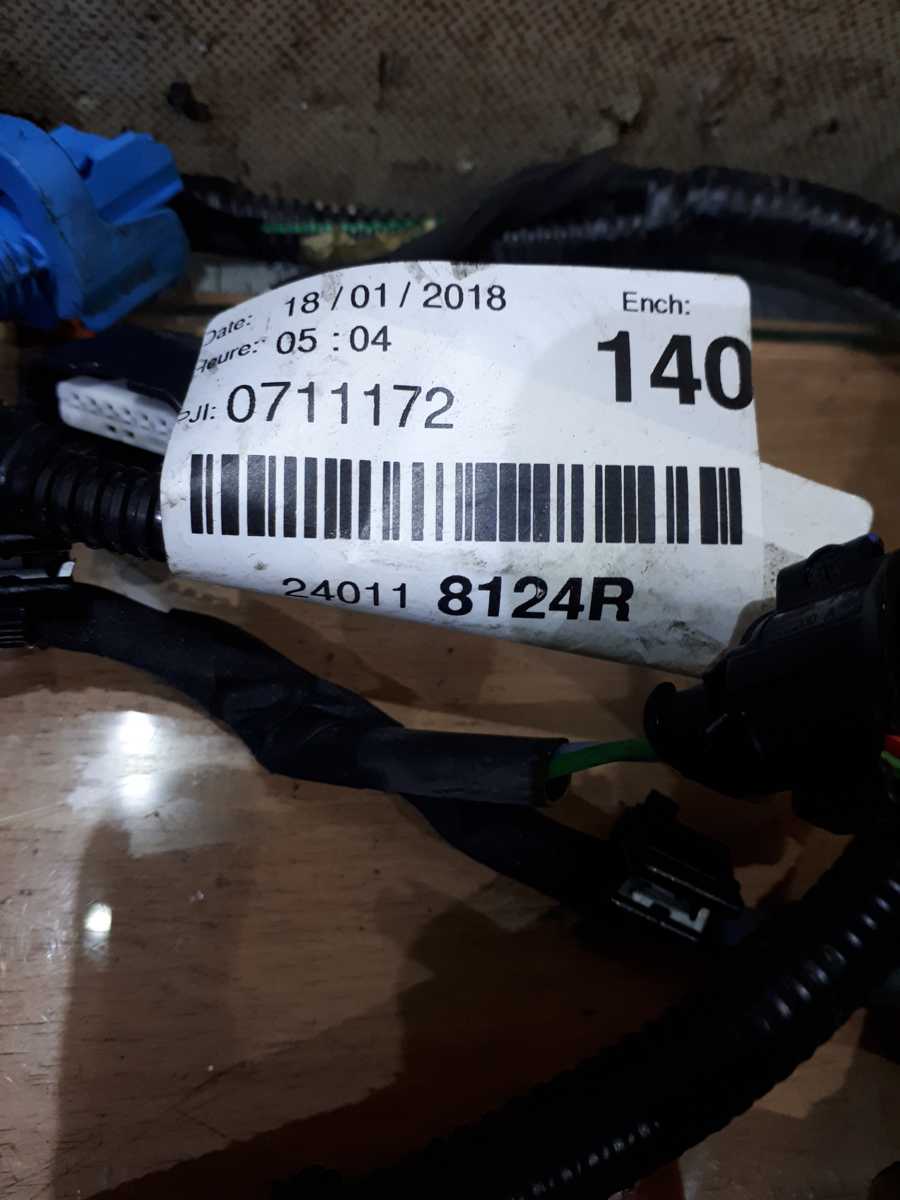 Date: 18 / 01 / 2018
Heure: 05 : 04
Ench:
140
PJI: 0711172
24011 8124R